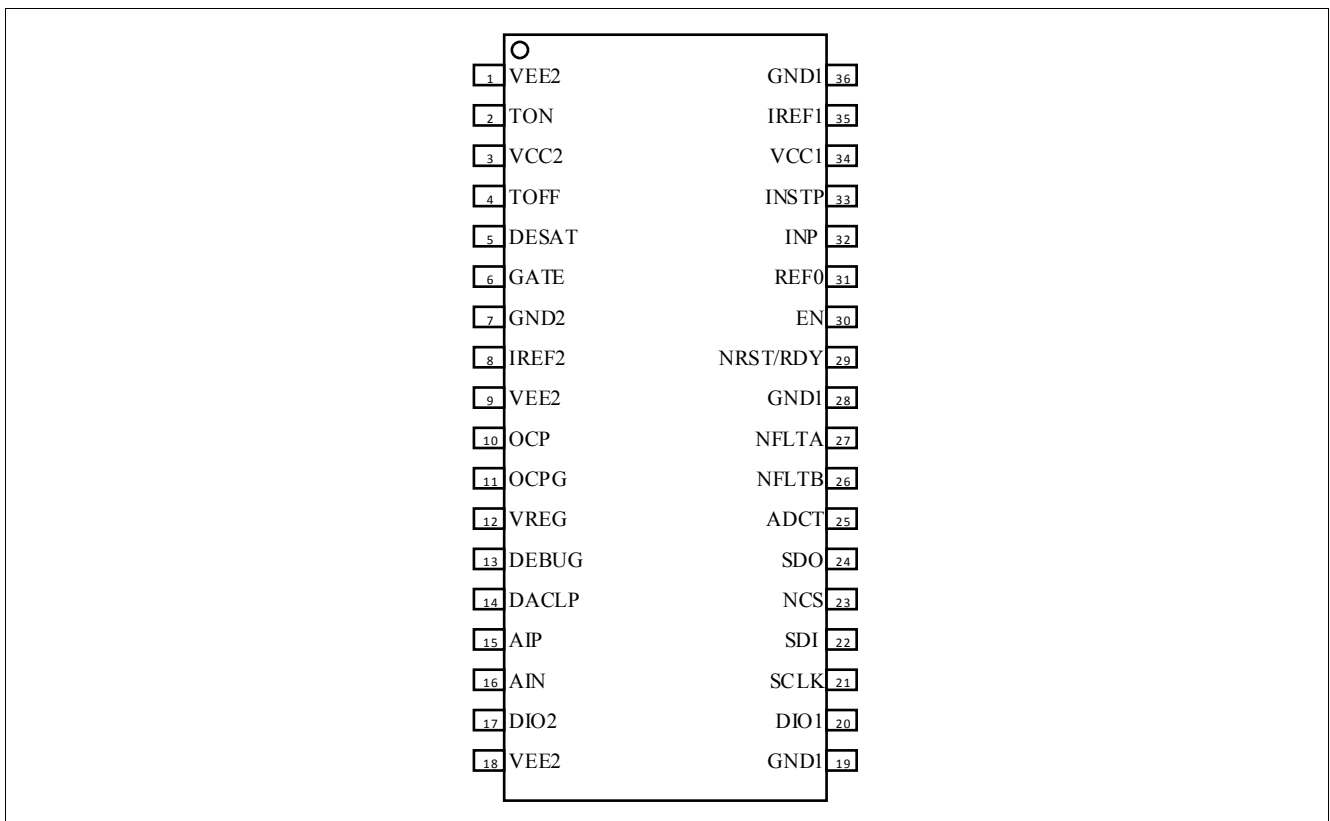 1 VEE2 GND1 36
2 TON IREF1 35
3 VCC2 VCC1 34
4 TOFF INSTP 33
5 DESAT INP 32
6 GATE REF0 31
7 GND2 EN 30
8 IREF2 NRST/RDY 29
9 VEE2 GND1 28
10 OCP NFLTA 27
11 OCPG NFLTB 26
12 VREG ADCT 25
13 DEBUG SDO 24
14 DACLP NCS 23
15 AIP SDI 22
16 AIN SCLK 21
17 DIO2 DIO1 20
18 VEE2 GND1 19